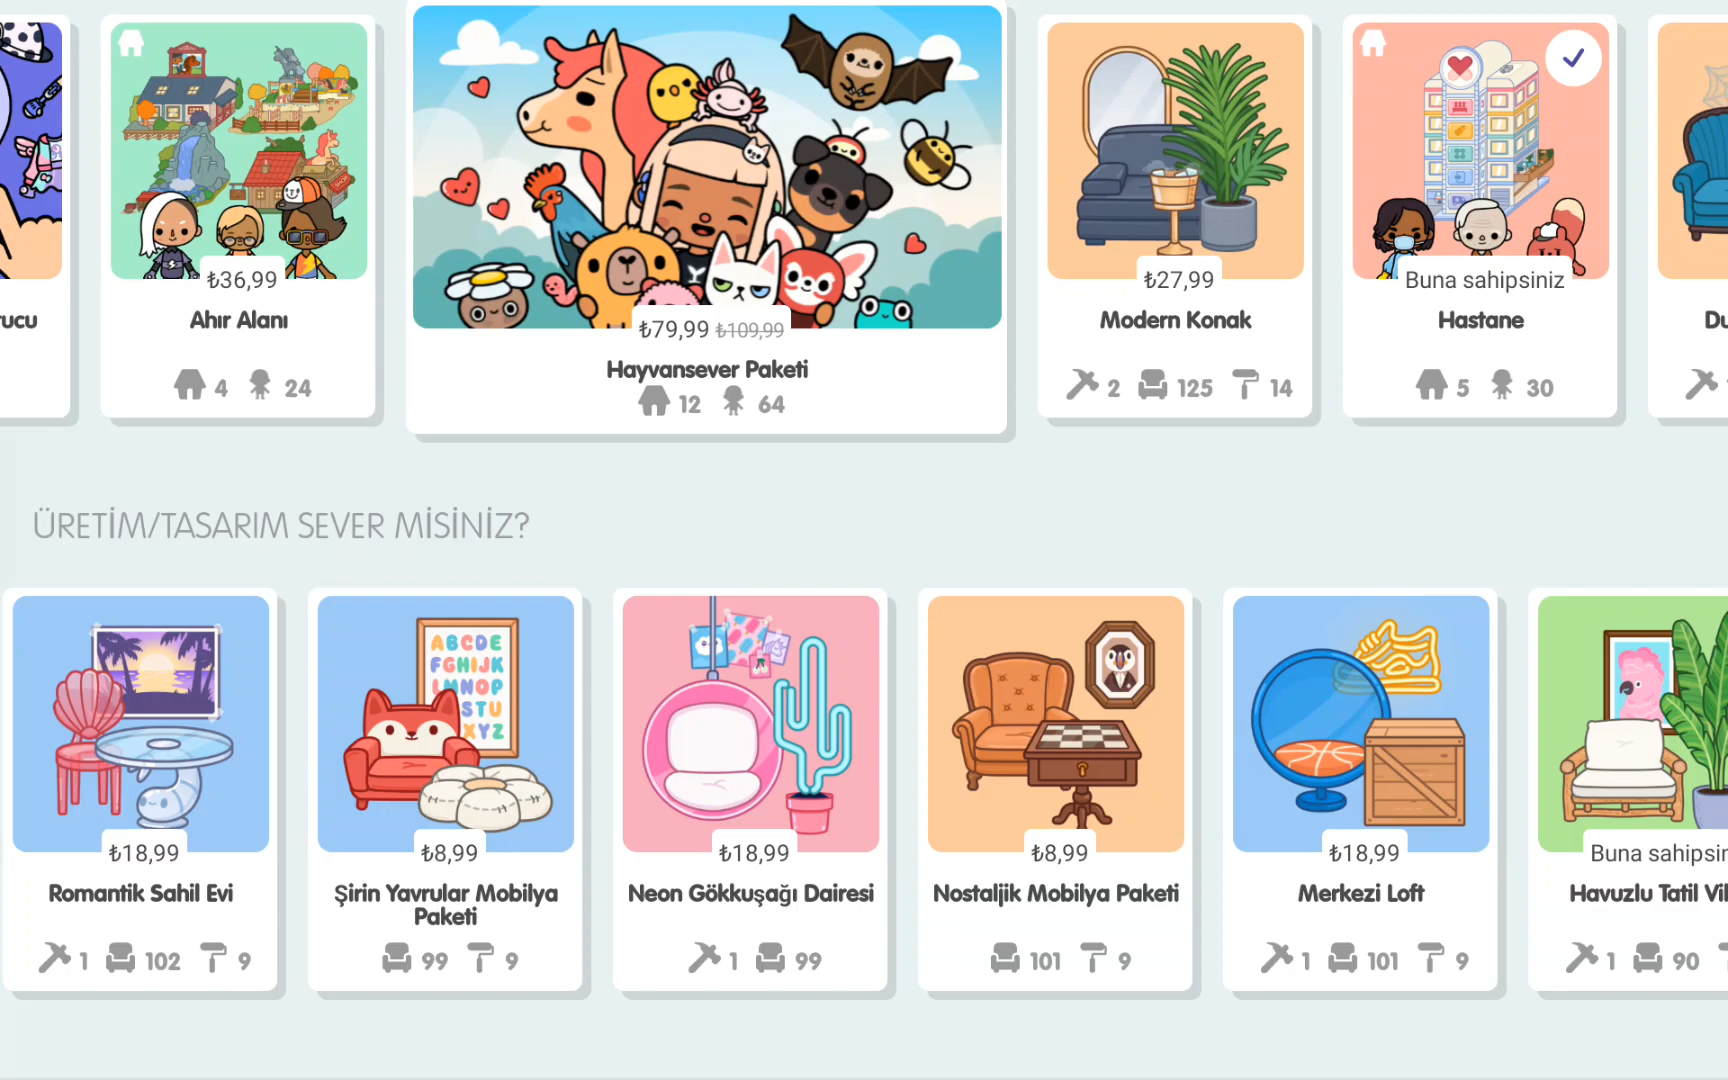 ₺36,99
Ahır Alanı
4 24
₺79,99 ₺109,99
Hayvansever Paketi
12 64
₺27,99
Modern Konak
2 125 14
Buna sahipsiniz
Hastane
5 30
ÜRETİM/TASARIM SEVER MİSİNİZ?
₺18,99
Romantik Sahil Evi
1 102 9
ABCDE
FGHIJK
LMNOP
STU
XYZ
₺8,99
Şirin Yavrular Mobilya
Paketi
99 9
₺18,99
Neon Gökkuşağı Dairesi
1 99
₺8,99
Nostaljik Mobilya Paketi
101 9
₺18,99
Merkezi Loft
1 101 9
Buna
Havuzlu Tatil
1 90